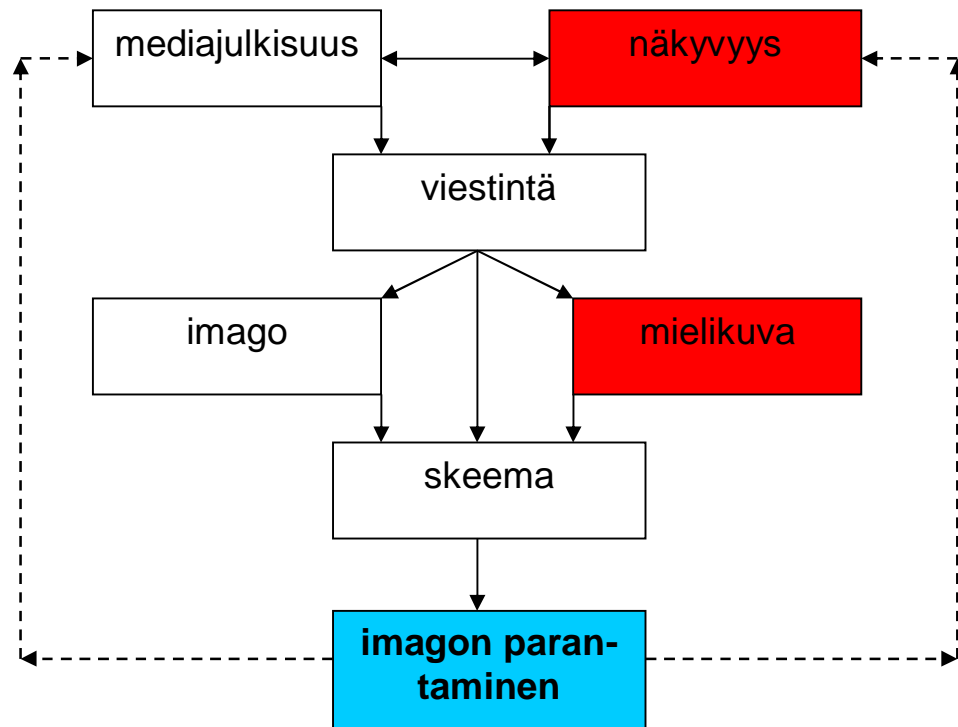 mediajulkisuus
näkyvyys
viestintä
imago
mielikuva
skeema
imagon paran-
taminen